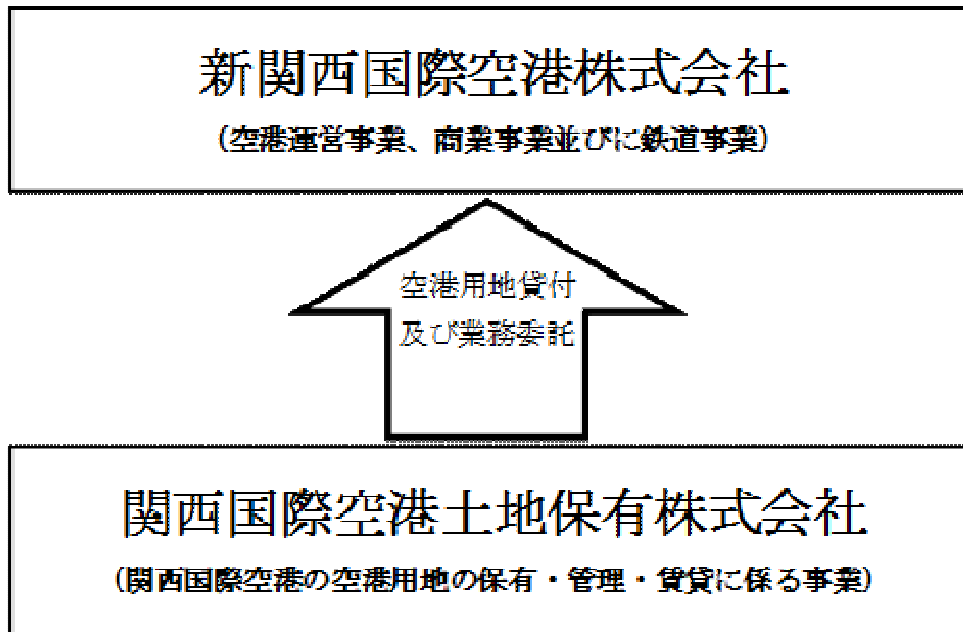 新関西国際空港株式会社
(空港運営事業、商業事業並びに鉄道事業)
空港用地貸付
及び業務委託
関西国際空港土地保有株式会社
(関西国際空港の空港用地の保有・管理・賃貸に係る事業)